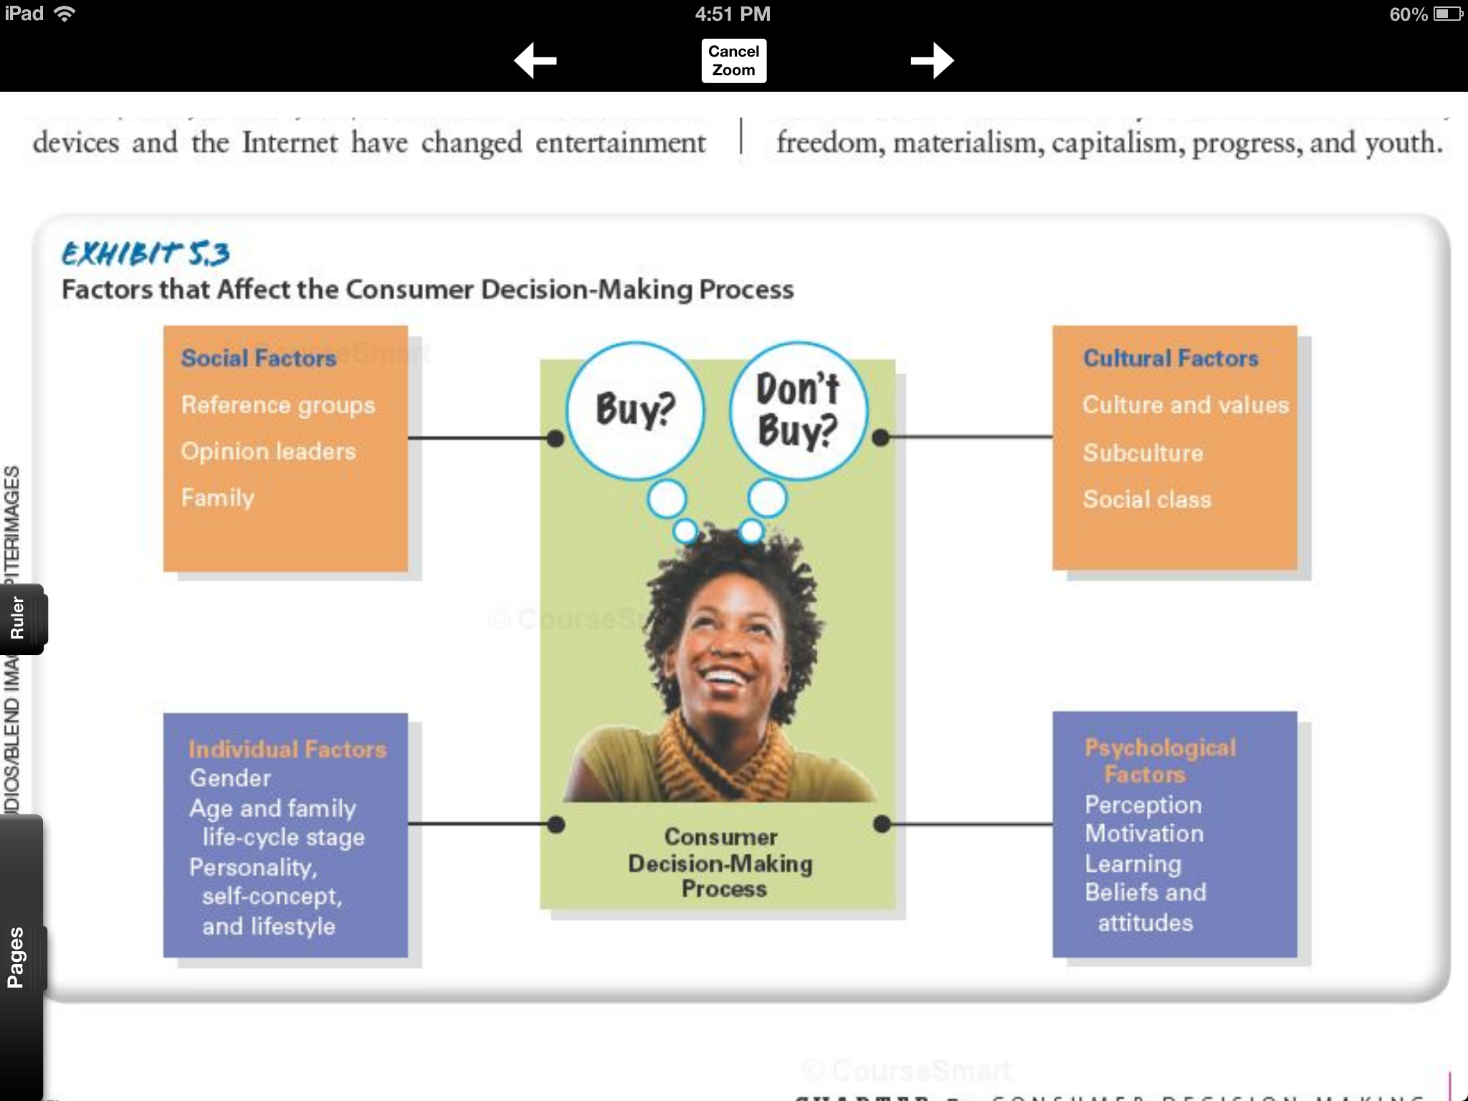 iPad
4:51 PM
60%
Cancel
Zoom
devices and the Internet have changed entertainment
freedom, materialism, capitalism, progress, and youth.
EXHIBIT 5.3
Factors that Affect the Consumer Decision-Making Process
Social Factors
Reference groups
Opinion leaders
Family
Buy?
Don't
Buy?
Cultural Factors
Culture and values
Subculture
Social class
Individual Factors
Gender
Age and family
life-cycle stage
Personality,
self-concept,
and lifestyle
Consumer
Decision-Making
Process
Psychological
Factors
Perception
Motivation
Learning
Beliefs and
attitudes
Ruler
Pages
© CourseSmart
CONSUMER DECISION MAKING